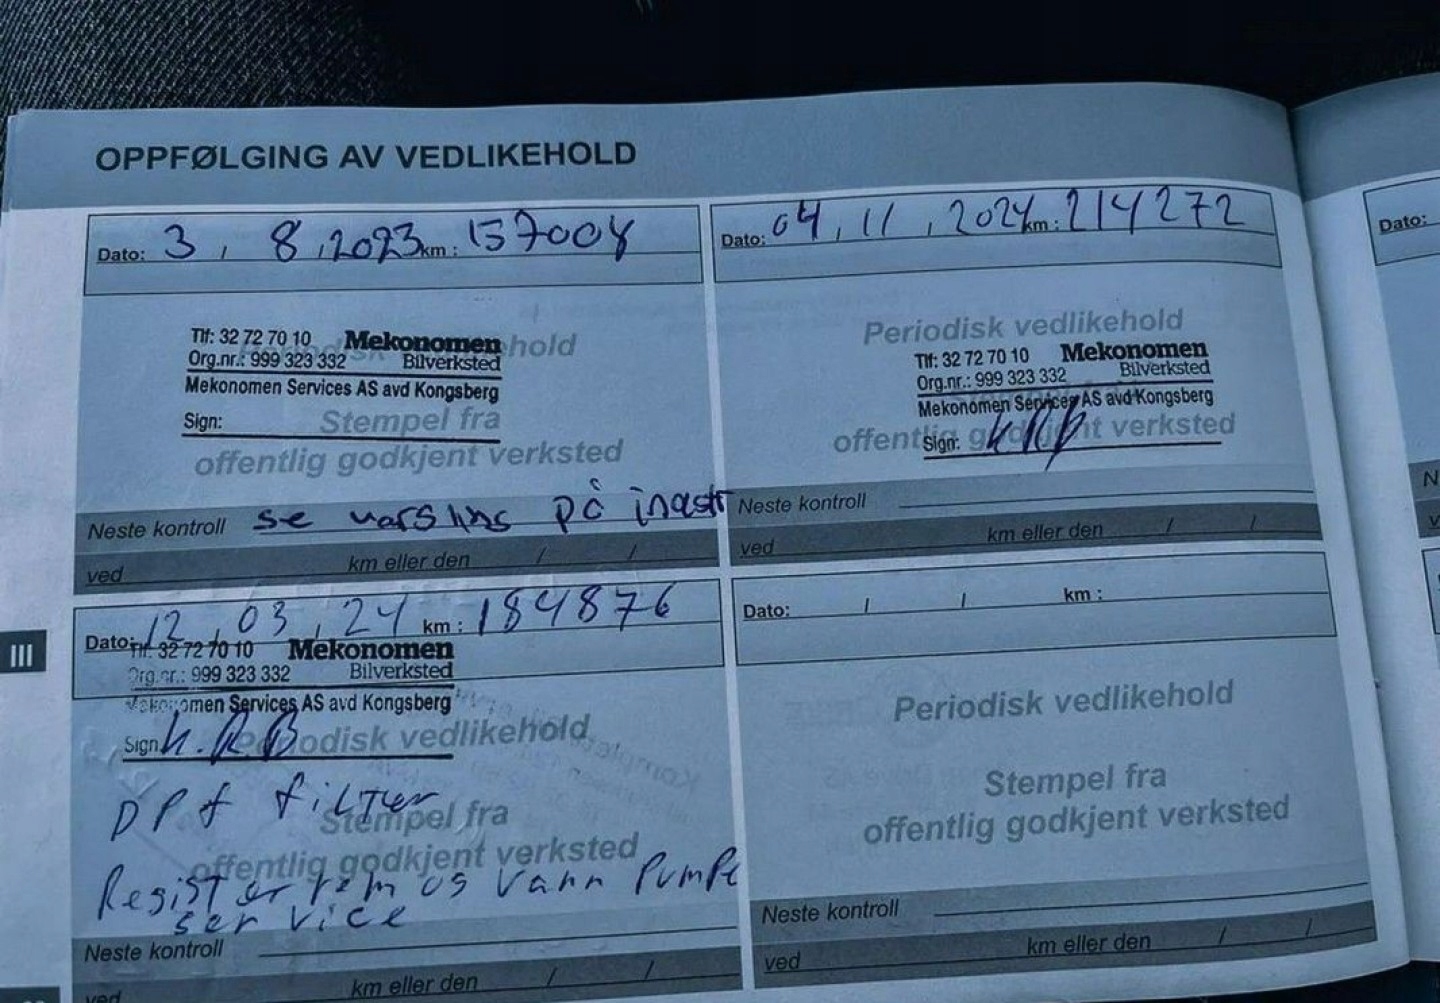 OPPFØLGING AV VEDLIKEHOLD
Dato: 3, 8, 2023 km: 157008
Tlf: 32 72 70 10 Mekonomen
Org.nr.: 999 323 332 Bilverksted
Mekonomen Services AS avd Kongsberg
Sign:
Stempel fra
offentlig godkjent verksted
Neste kontroll se varsling på instr
ved km eller den / /
Dato: 12, 03, 24 km: 184876
Tlf: 32 72 70 10 Mekonomen
Org.nr.: 999 323 332 Bilverksted
Mekonomen Services AS avd Kongsberg
Sign K.R.B
Periodisk vedlikehold
DPf filter
Stempel fra
offentlig godkjent verksted
Register rem og vann Pumpe
service
Neste kontroll
ved km eller den / /
Dato: 04, 11, 2024 km: 214272
Periodisk vedlikehold
Tlf: 32 72 70 10 Mekonomen
Org.nr.: 999 323 332 Bilverksted
Mekonomen Services AS avd Kongsberg
offentlig godkjent verksted
Sign: KRB
Neste kontroll
ved km eller den / /
Dato: / / km:
Periodisk vedlikehold
Stempel fra
offentlig godkjent verksted
Neste kontroll
ved km eller den / /
III
Dato: